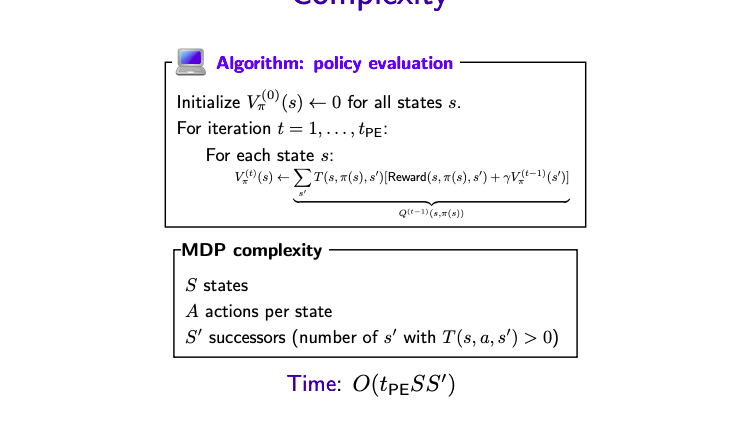 Complexity
Algorithm: policy evaluation
Initialize $V_\pi^{(0)}(s) \leftarrow 0$ for all states $s$.
For iteration $t = 1, \ldots, t_{\text{PE}}$:
For each state $s$:
$V_\pi^{(t)}(s) \leftarrow \underbrace{\sum_{s'} T(s, \pi(s), s')[\text{Reward}(s, \pi(s), s') + \gamma V_\pi^{(t-1)}(s')]}_{Q^{(t-1)}(s,\pi(s))}$
MDP complexity
$S$ states
$A$ actions per state
$S'$ successors (number of $s'$ with $T(s, a, s') > 0$)
Time: $O(t_{\text{PE}} S S')$